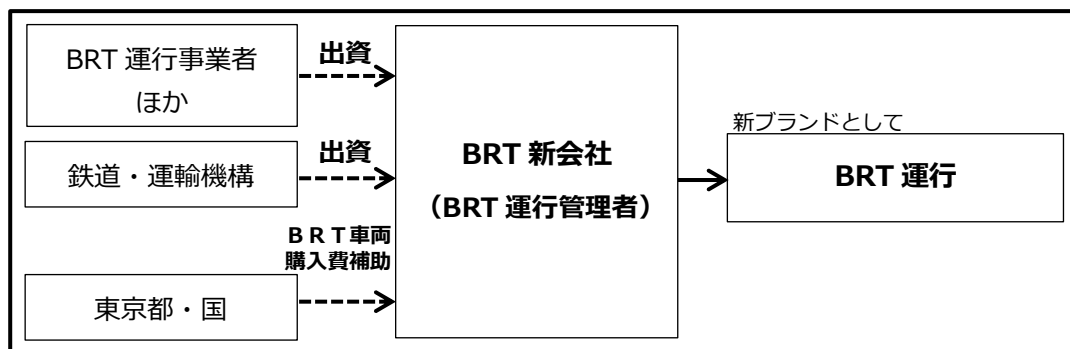 BRT 運行事業者
ほか
出資
鉄道・運輸機構
出資
ＢＲＴ車両
購入費補助
東京都・国
BRT 新会社
（BRT 運行管理者）
新ブランドとして
BRT 運行